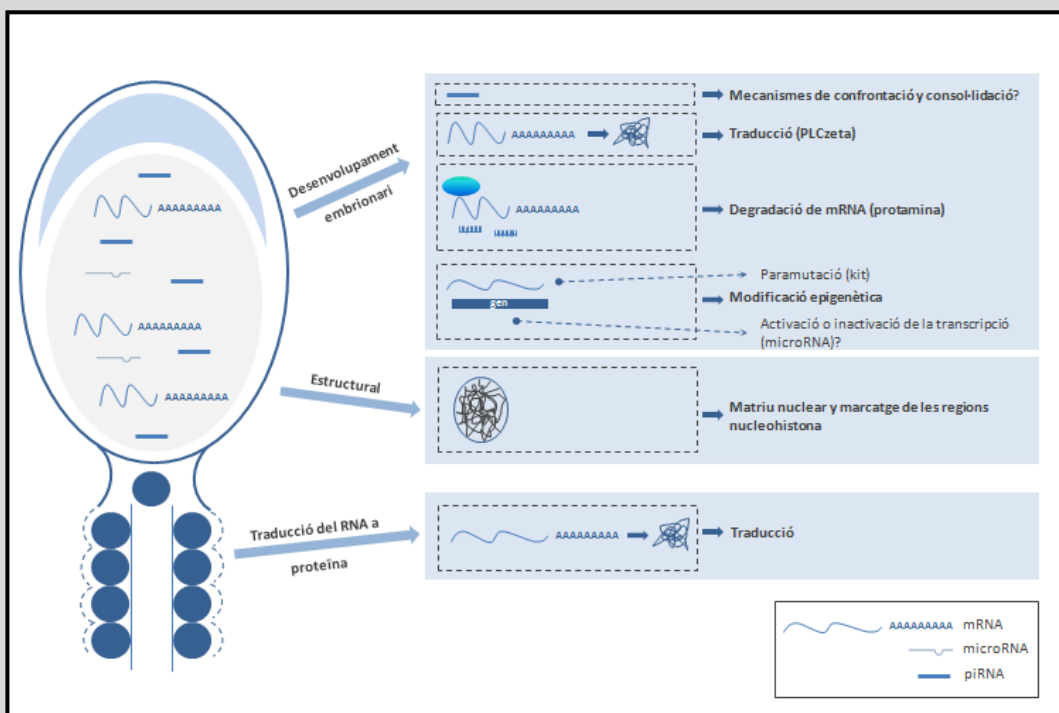 AAAAAAAAA
AAAAAAAAA
AAAAAAAAA
Desenvolupament
embrionari
Mecanismes de confrontació y consol·lidació?
AAAAAAAAA
Traducció (PLCzeta)
AAAAAAAAA
Degradació de mRNA (protamina)
gen
Paramutació (kit)
Modificació epigenètica
Activació o inactivació de la transcripció
(microRNA)?
Estructural
Matriu nuclear y marcatge de les regions
nucleohistona
Traducció del RNA a
proteïna
AAAAAAAAA
Traducció
AAAAAAAAA mRNA
microRNA
piRNA